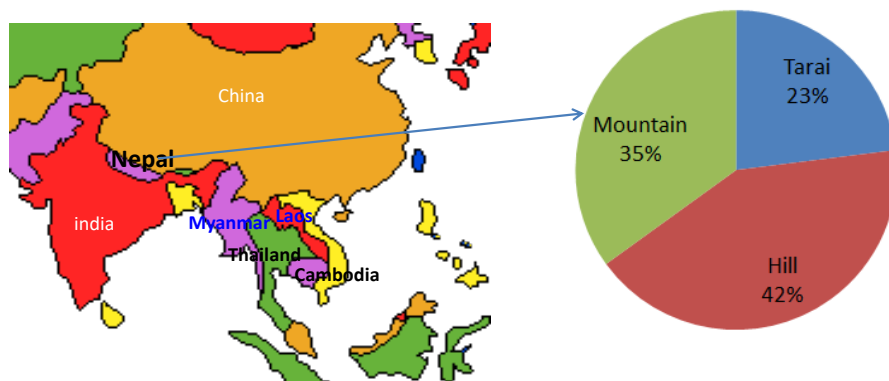 China
Nepal
india
Myanmar
Laos
Thailand
Cambodia
Tarai
23%
Mountain
35%
Hill
42%